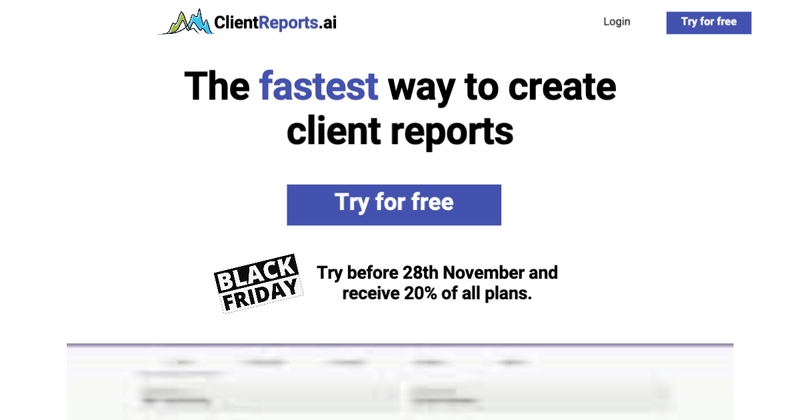 ClientReports.ai
Login
Try for free
The fastest way to create
client reports
Try for free
BLACK
FRIDAY
Try before 28th November and
receive 20% of all plans.